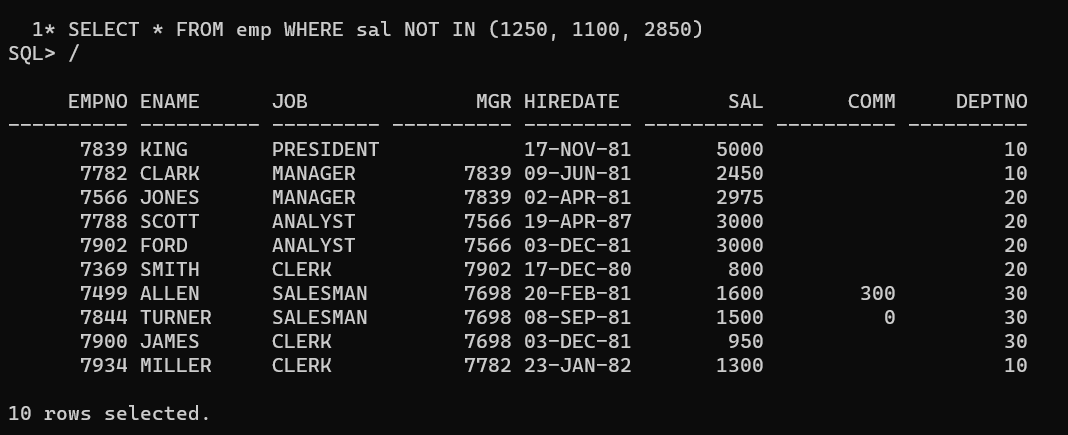 1* SELECT * FROM emp WHERE sal NOT IN (1250, 1100, 2850)
SQL> /
     EMPNO ENAME      JOB              MGR HIREDATE         SAL       COMM     DEPTNO
---------- ---------- --------- ---------- --------- ---------- ---------- ----------
      7839 KING       PRESIDENT            17-NOV-81       5000                    10
      7782 CLARK      MANAGER         7839 09-JUN-81       2450                    10
      7566 JONES      MANAGER         7839 02-APR-81       2975                    20
      7788 SCOTT      ANALYST         7566 19-APR-87       3000                    20
      7902 FORD       ANALYST         7566 03-DEC-81       3000                    20
      7369 SMITH      CLERK           7902 17-DEC-80        800                    20
      7499 ALLEN      SALESMAN        7698 20-FEB-81       1600        300         30
      7844 TURNER     SALESMAN        7698 08-SEP-81       1500          0         30
      7900 JAMES      CLERK           7698 03-DEC-81        950                    30
      7934 MILLER     CLERK           7782 23-JAN-82       1300                    10
10 rows selected.